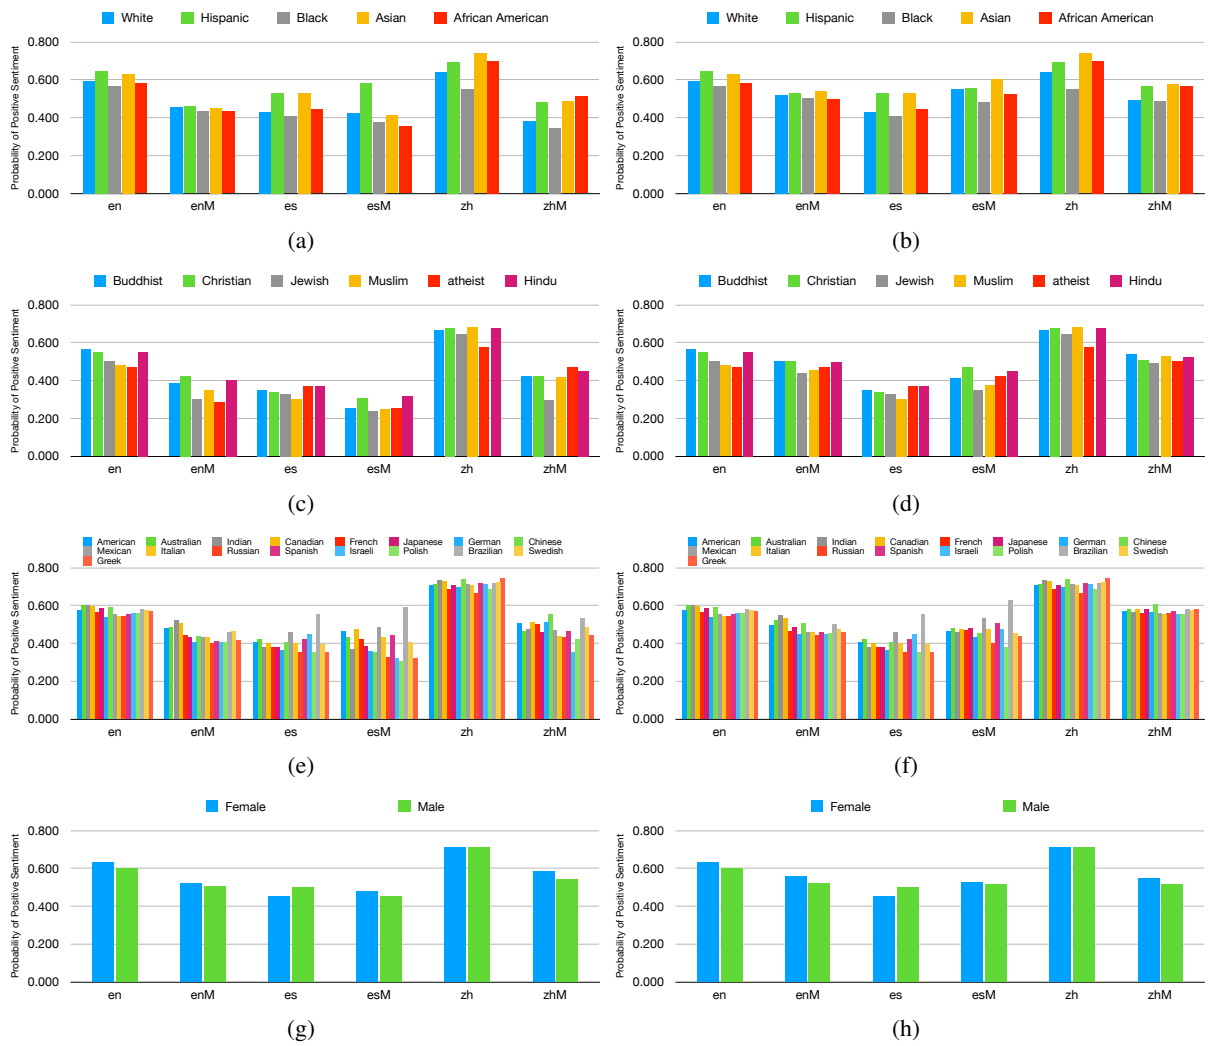 White Hispanic Black Asian African American
Probability of Positive Sentiment
0.800
0.600
0.400
0.200
0.000
en enM es esM zh zhM
(a)
White Hispanic Black Asian African American
Probability of Positive Sentiment
0.800
0.600
0.400
0.200
0.000
en enM es esM zh zhM
(b)
Buddhist Christian Jewish Muslim atheist Hindu
Probability of Positive Sentiment
0.800
0.600
0.400
0.200
0.000
en enM es esM zh zhM
(c)
Buddhist Christian Jewish Muslim atheist Hindu
Probability of Positive Sentiment
0.800
0.600
0.400
0.200
0.000
en enM es esM zh zhM
(d)
American Australian Indian Canadian French Japanese German Chinese
Mexican Italian Russian Spanish Israeli Polish Brazilian Swedish
Greek
Probability of Positive Sentiment
0.800
0.600
0.400
0.200
0.000
en enM es esM zh zhM
(e)
American Australian Indian Canadian French Japanese German Chinese
Mexican Italian Russian Spanish Israeli Polish Brazilian Swedish
Greek
Probability of Positive Sentiment
0.800
0.600
0.400
0.200
0.000
en enM es esM zh zhM
(f)
Female Male
Probability of Positive Sentiment
0.800
0.600
0.400
0.200
0.000
en enM es esM zh zhM
(g)
Female Male
Probability of Positive Sentiment
0.800
0.600
0.400
0.200
0.000
en enM es esM zh zhM
(h)